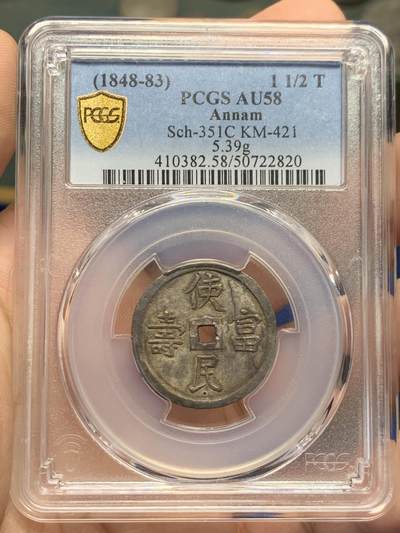 (1848-83) 1 1/2 T
PCGS AU58
Annam
Sch-351C KM-421
5.39g
410382.58/50722820
PCGS
使
壽 富
民
PCGS